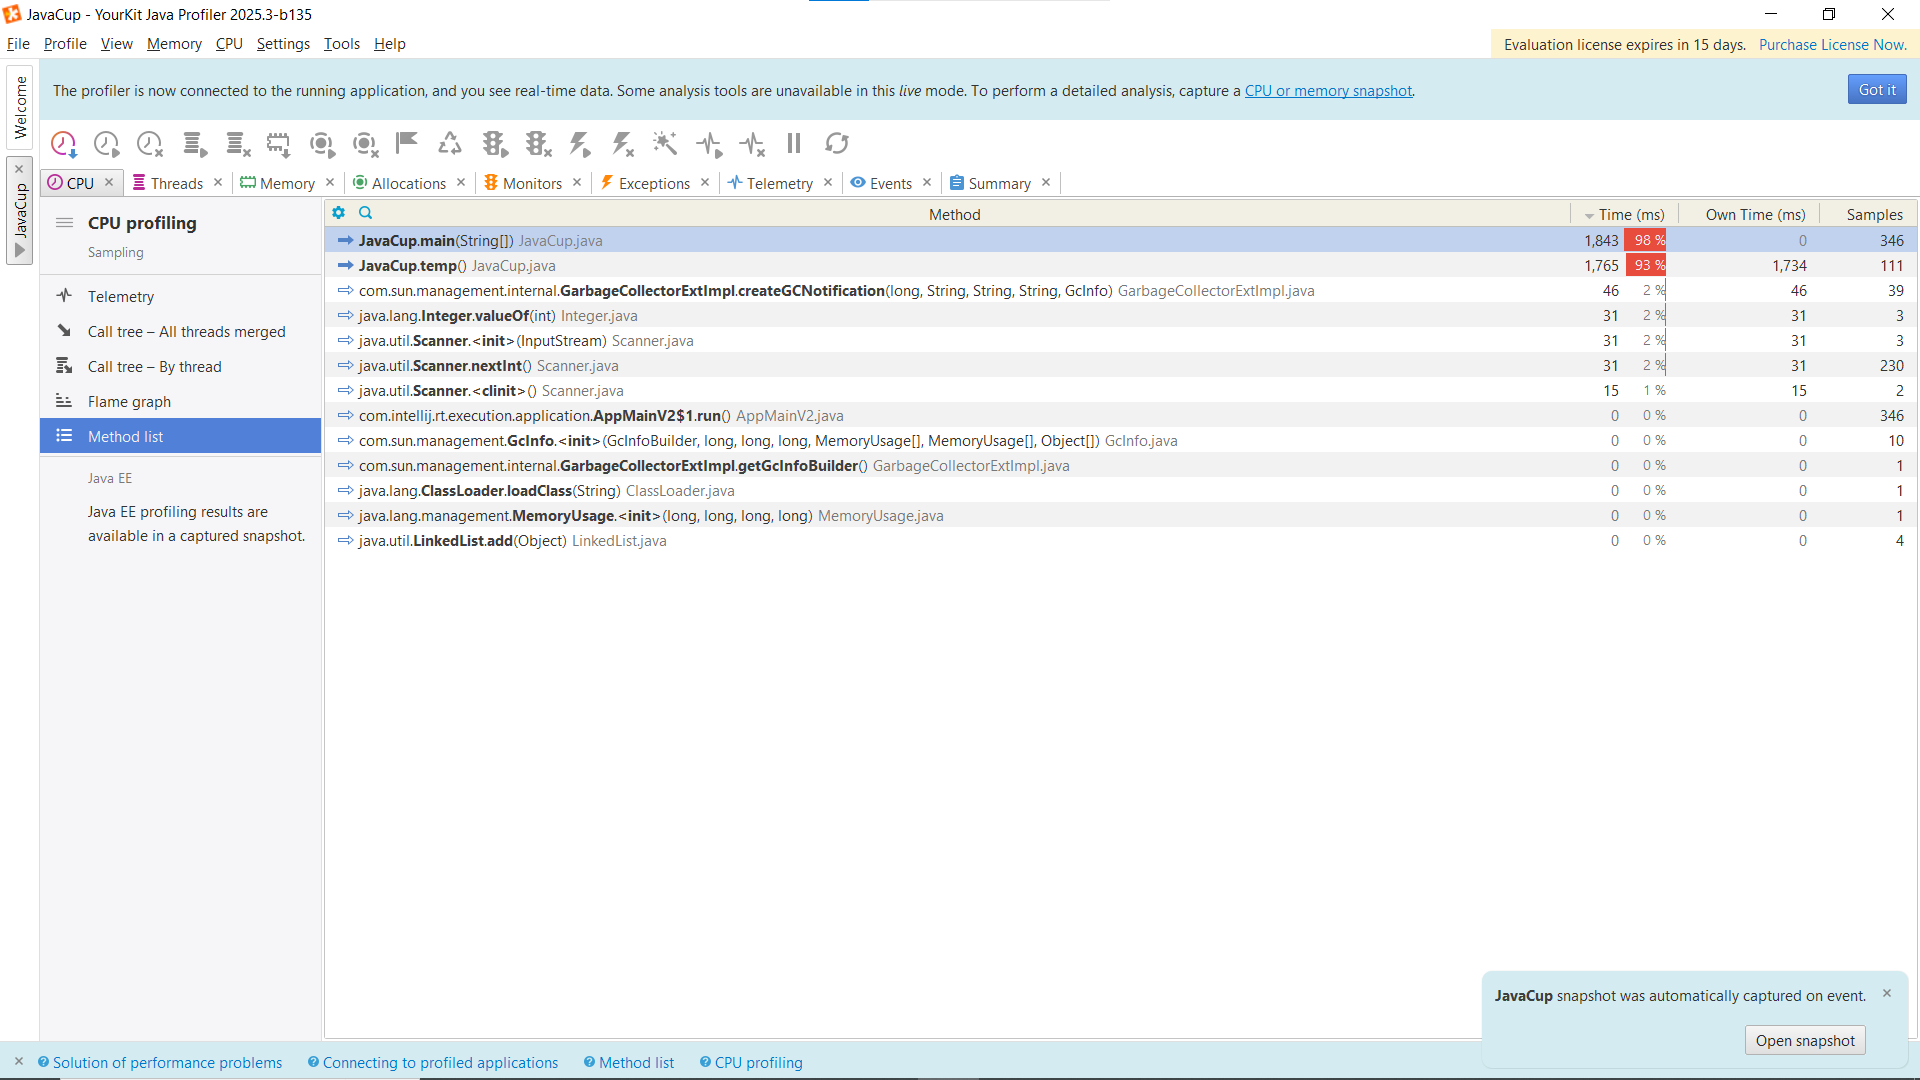 JavaCup - YourKit Java Profiler 2025.3-b135
File Profile View Memory CPU Settings Tools Help
Evaluation license expires in 15 days. Purchase License Now.
Welcome
JavaCup
The profiler is now connected to the running application, and you see real-time data. Some analysis tools are unavailable in this live mode. To perform a detailed analysis, capture a CPU or memory snapshot.
Got it
CPU Threads Memory Allocations Monitors Exceptions Telemetry Events Summary
CPU profiling
Sampling
Telemetry
Call tree – All threads merged
Call tree – By thread
Flame graph
Method list
Java EE
Java EE profiling results are
available in a captured snapshot.
Method Time (ms) Own Time (ms) Samples
JavaCup.main(String[]) JavaCup.java 1,843 98 % 0 346
JavaCup.temp() JavaCup.java 1,765 93 % 1,734 111
com.sun.management.internal.GarbageCollectorExtImpl.createGCNotification(long, String, String, String, GcInfo) GarbageCollectorExtImpl.java 46 2 % 46 39
java.lang.Integer.valueOf(int) Integer.java 31 2 % 31 3
java.util.Scanner.<init>(InputStream) Scanner.java 31 2 % 31 3
java.util.Scanner.nextInt() Scanner.java 31 2 % 31 230
java.util.Scanner.<clinit>() Scanner.java 15 1 % 15 2
com.intellij.rt.execution.application.AppMainV2$1.run() AppMainV2.java 0 0 % 0 346
com.sun.management.GcInfo.<init>(GcInfoBuilder, long, long, long, MemoryUsage[], MemoryUsage[], Object[]) GcInfo.java 0 0 % 0 10
com.sun.management.internal.GarbageCollectorExtImpl.getGcInfoBuilder() GarbageCollectorExtImpl.java 0 0 % 0 1
java.lang.ClassLoader.loadClass(String) ClassLoader.java 0 0 % 0 1
java.lang.management.MemoryUsage.<init>(long, long, long, long) MemoryUsage.java 0 0 % 0 1
java.util.LinkedList.add(Object) LinkedList.java 0 0 % 0 4
JavaCup snapshot was automatically captured on event.
Open snapshot
Solution of performance problems Connecting to profiled applications Method list CPU profiling